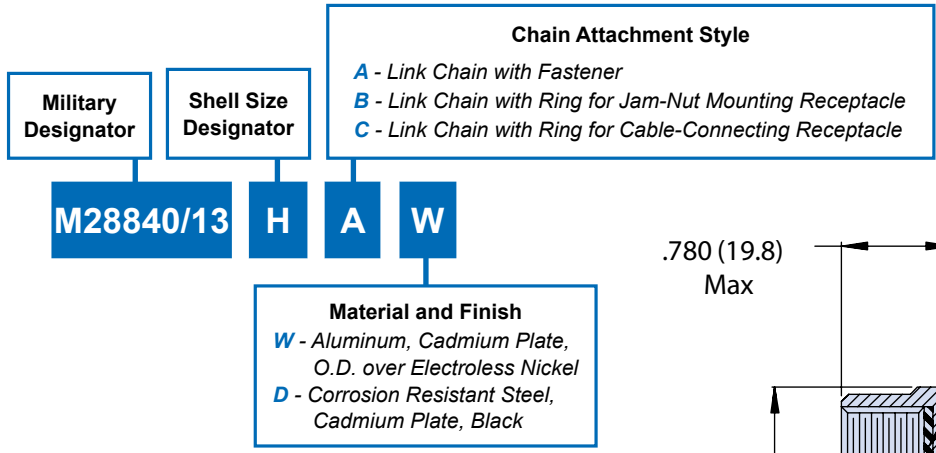 Chain Attachment Style
A - Link Chain with Fastener
B - Link Chain with Ring for Jam-Nut Mounting Receptacle
C - Link Chain with Ring for Cable-Connecting Receptacle
Military
Designator
Shell Size
Designator
M28840/13 H A W
Material and Finish
W - Aluminum, Cadmium Plate,
O.D. over Electroless Nickel
D - Corrosion Resistant Steel,
Cadmium Plate, Black
.780 (19.8)
Max